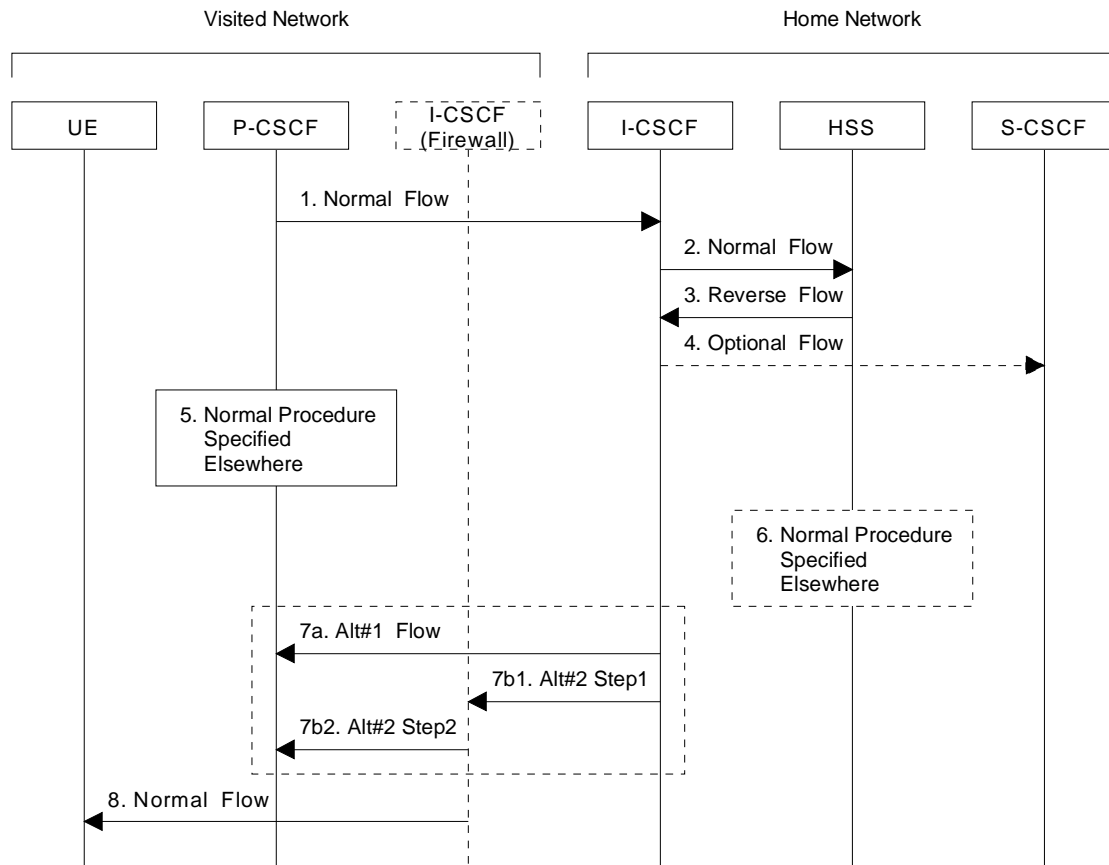 Visited Network
Home Network
UE
P-CSCF
I-CSCF
(Firewall)
I-CSCF
HSS
S-CSCF
1. Normal Flow
2. Normal Flow
3. Reverse Flow
4. Optional Flow
5. Normal Procedure
Specified
Elsewhere
6. Normal Procedure
Specified
Elsewhere
7a. Alt#1 Flow
7b1. Alt#2 Step1
7b2. Alt#2 Step2
8. Normal Flow